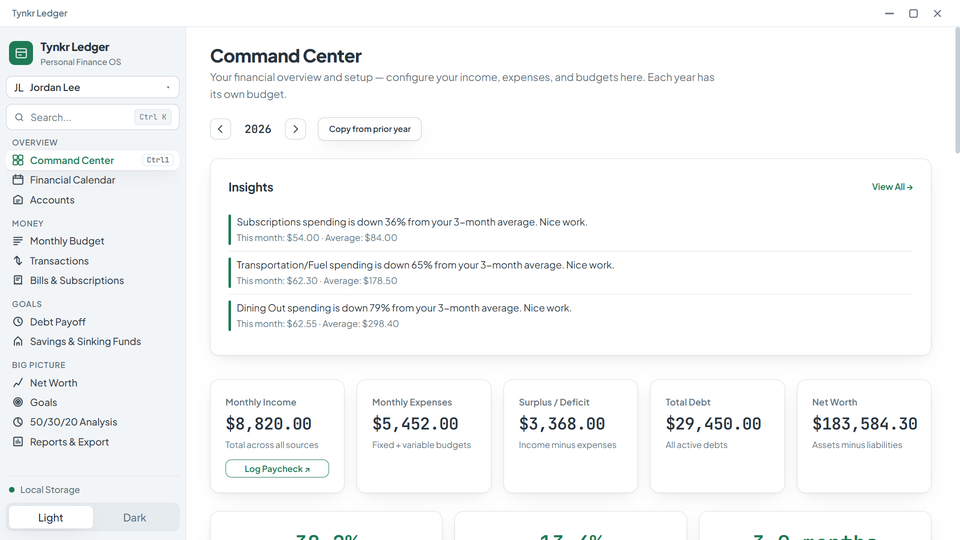 Tynkr Ledger
Tynkr Ledger
Personal Finance OS
JL Jordan Lee
Search... Ctrl K
OVERVIEW
Command Center Ctrl1
Financial Calendar
Accounts
MONEY
Monthly Budget
Transactions
Bills & Subscriptions
GOALS
Debt Payoff
Savings & Sinking Funds
BIG PICTURE
Net Worth
Goals
50/30/20 Analysis
Reports & Export
Local Storage
Light Dark
Command Center
Your financial overview and setup — configure your income, expenses, and budgets here. Each year has
its own budget.
2026 Copy from prior year
Insights View All →
Subscriptions spending is down 36% from your 3-month average. Nice work.
This month: $54.00 · Average: $84.00
Transportation/Fuel spending is down 65% from your 3-month average. Nice work.
This month: $62.30 · Average: $178.50
Dining Out spending is down 79% from your 3-month average. Nice work.
This month: $62.55 · Average: $298.40
Monthly Income
$8,820.00
Total across all sources
Log Paycheck ↗
Monthly Expenses
$5,452.00
Fixed + variable budgets
Surplus / Deficit
$3,368.00
Income minus expenses
Total Debt
$29,450.00
All active debts
Net Worth
$183,584.30
Assets minus liabilities